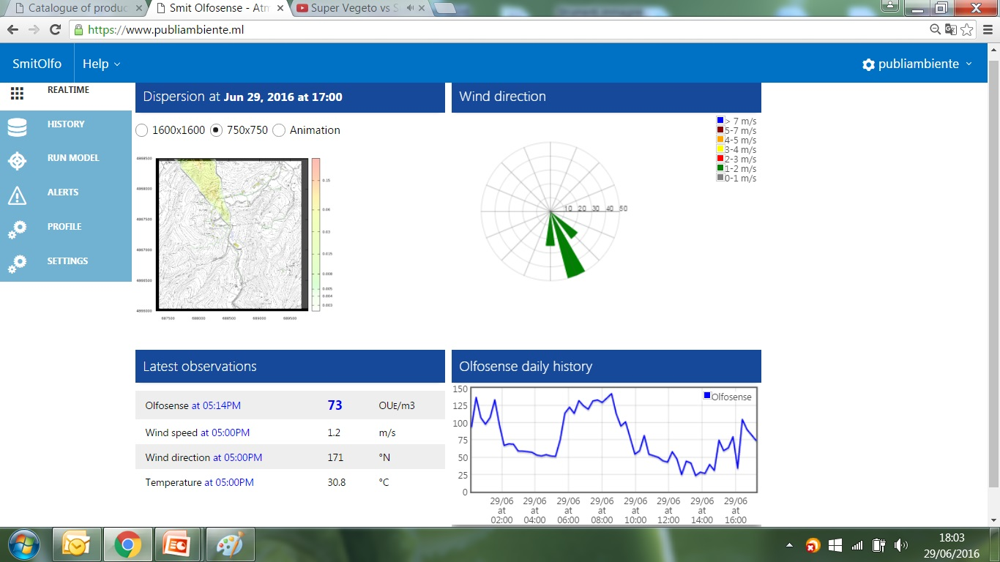 Catalogue of produc
Smit Olfosense - Atm
Super Vegeto vs S
https://www.publiambiente.ml
SmitOlfo
Help
publiambiente
REALTIME
HISTORY
RUN MODEL
ALERTS
PROFILE
SETTINGS
Dispersion at Jun 29, 2016 at 17:00
1600x1600 750x750 Animation
4868500
4868000
4867500
4867000
4866500
4866000
687500 688000 688500 689000 689500
0.15
0.06
0.03
0.015
0.008
0.005
0.004
0.003
Wind direction
> 7 m/s
5-7 m/s
4-5 m/s
3-4 m/s
2-3 m/s
1-2 m/s
0-1 m/s
10 20 30 40 50
Latest observations
Olfosense at 05:14PM 73 OUE/m3
Wind speed at 05:00PM 1.2 m/s
Wind direction at 05:00PM 171 °N
Temperature at 05:00PM 30.8 °C
Olfosense daily history
150
125
100
75
50
25
0
Olfosense
29/06 29/06 29/06 29/06 29/06 29/06 29/06 29/06
at at at at at at at at
02:00 04:00 06:00 08:00 10:00 12:00 14:00 16:00
18:03
29/06/2016